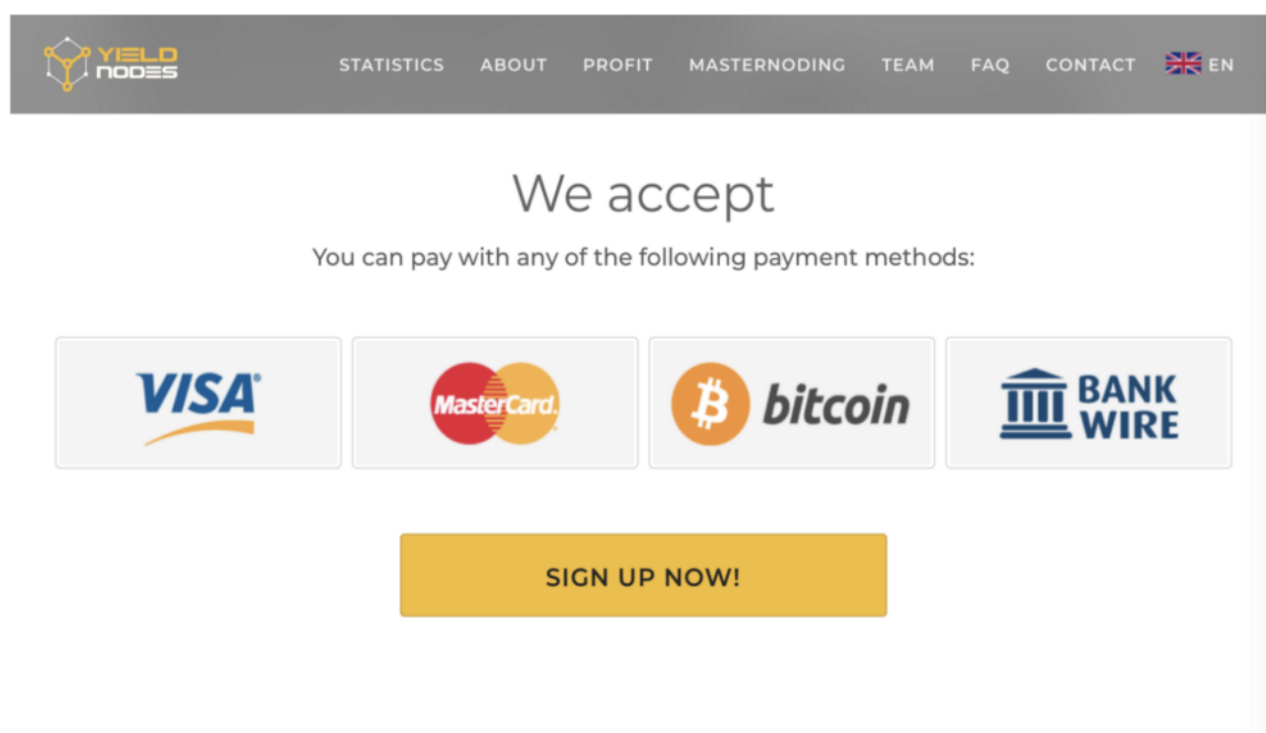 YIELD
NODES
STATISTICS ABOUT PROFIT MASTERNODING TEAM FAQ CONTACT EN
We accept
You can pay with any of the following payment methods:
VISA®
MasterCard.
bitcoin
BANK
WIRE
SIGN UP NOW!